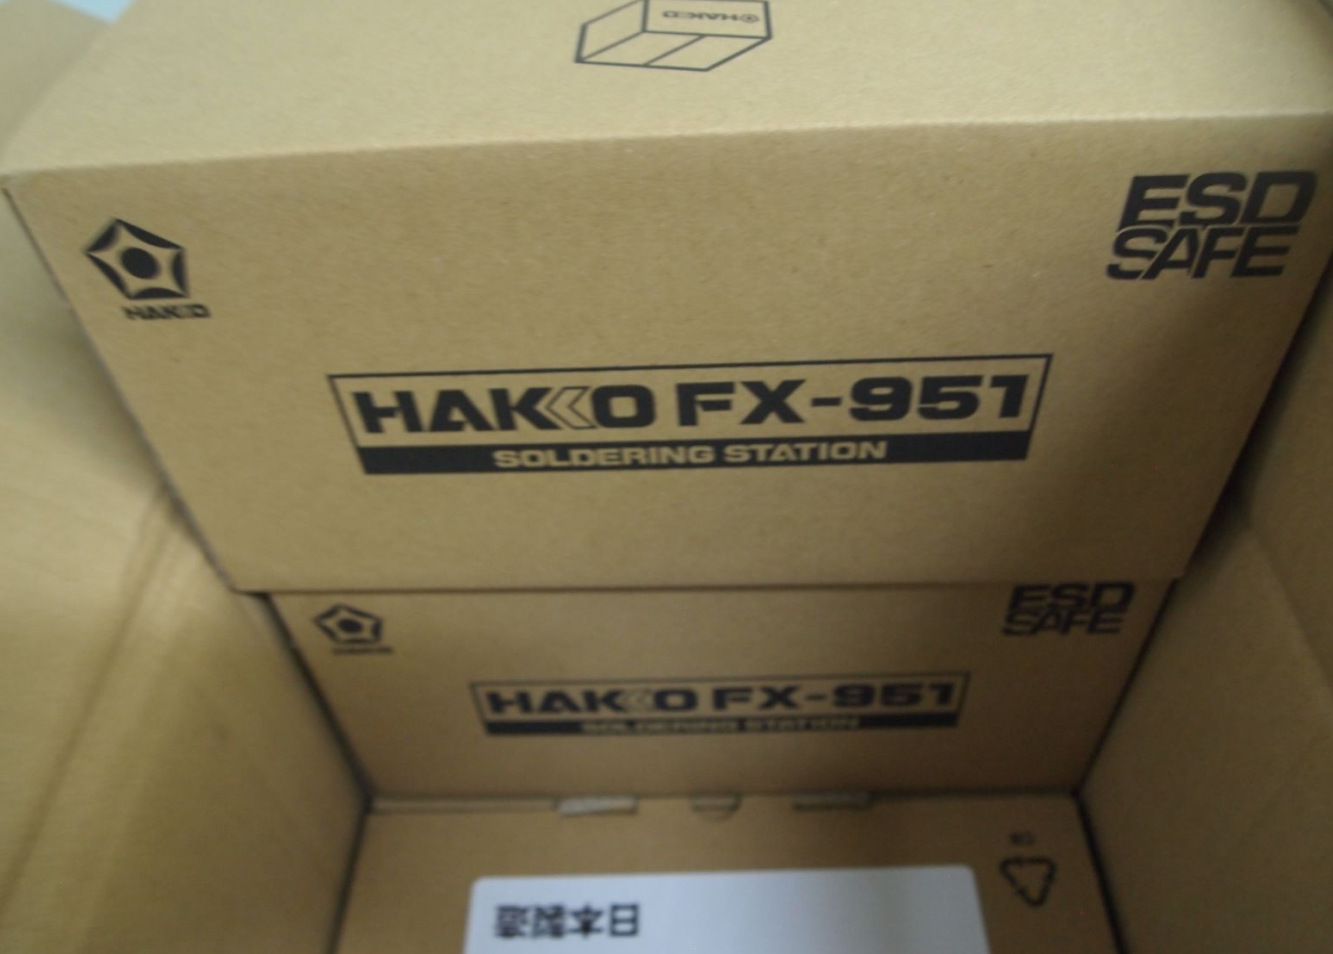 HAKKO
ESD
SAFE
HAKKO
HAKKO FX-951
SOLDERING STATION
ESD
SAFE
HAKKO FX-951
SOLDERING STATION
日本製造